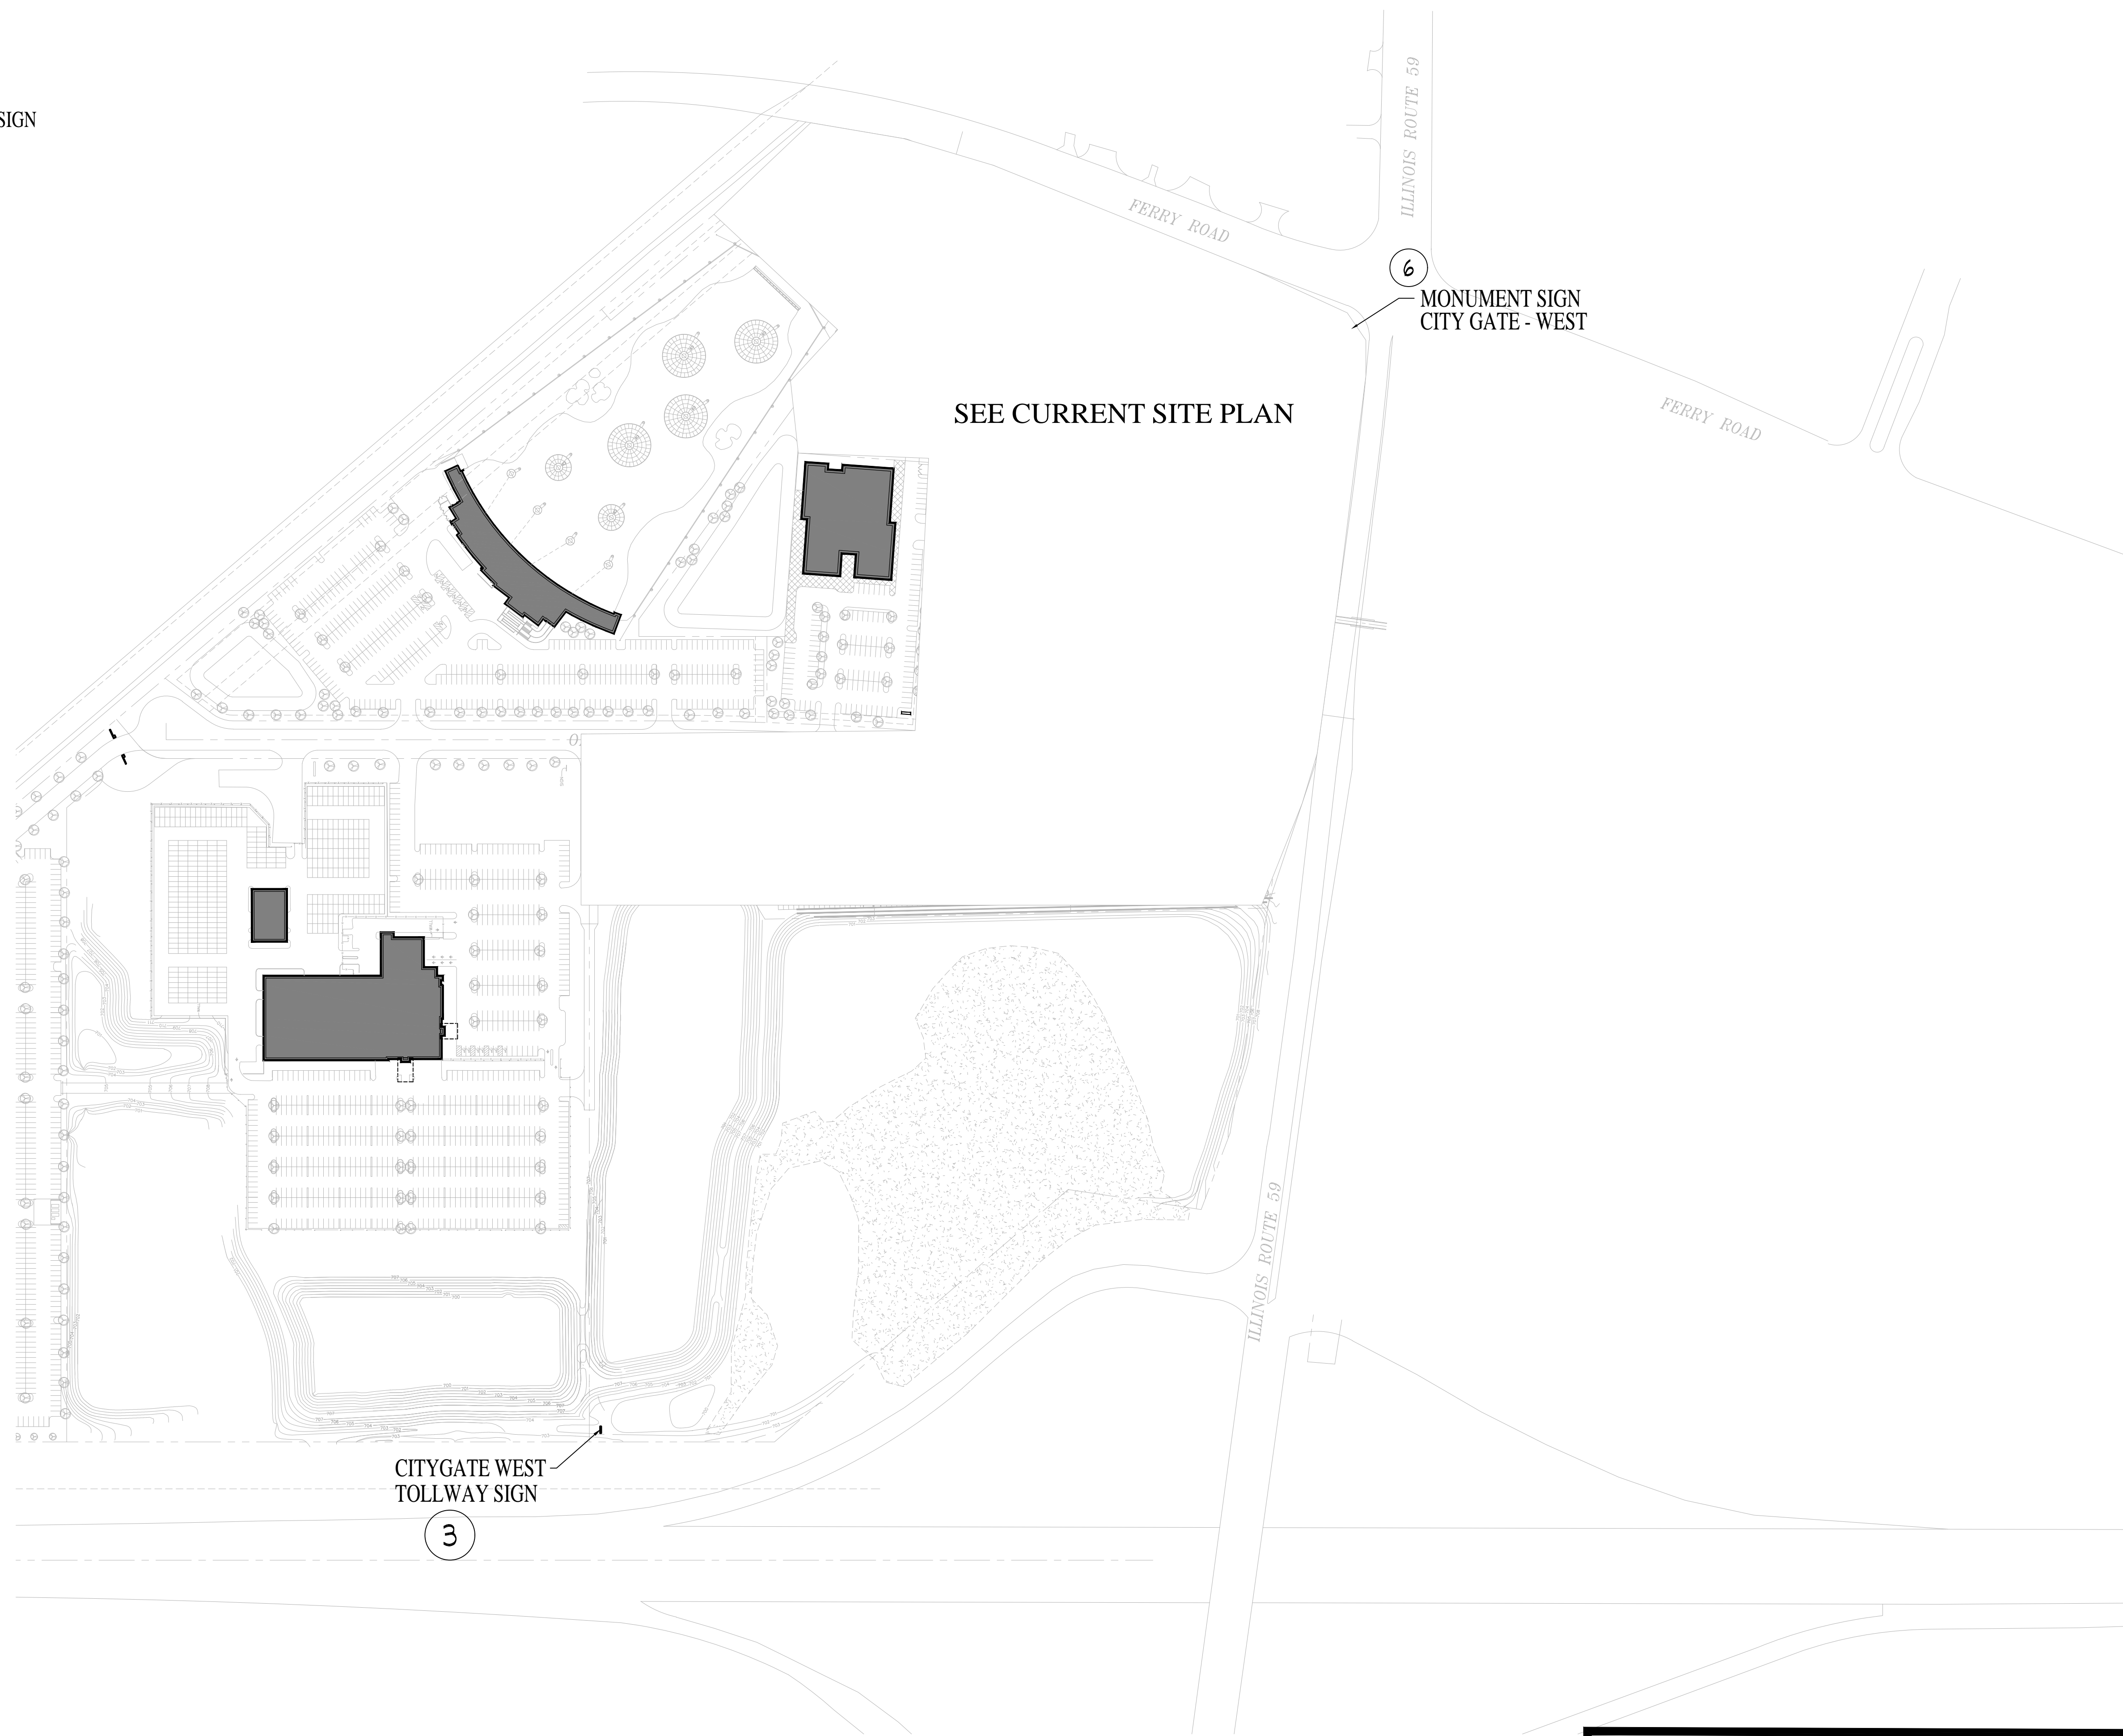 SIGN
ILLINOIS ROUTE 59
FERRY ROAD
6
MONUMENT SIGN
CITY GATE - WEST
SEE CURRENT SITE PLAN
FERRY ROAD
ILLINOIS ROUTE 59
CITYGATE WEST
TOLLWAY SIGN
3